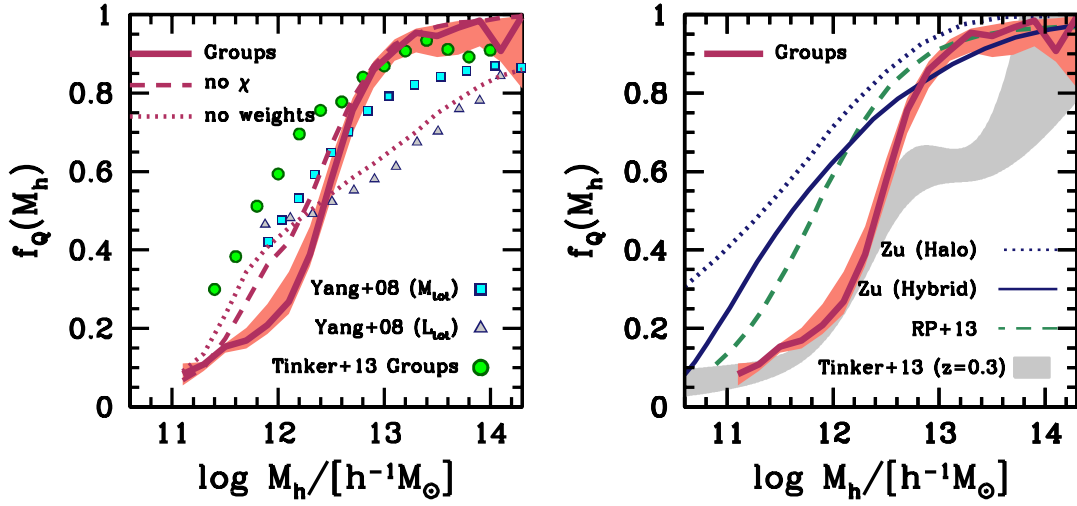 1
0.8
0.6
0.4
0.2
0
f_Q(M_h)
Groups
no χ
no weights
Yang+08 (M_tot)
Yang+08 (L_tot)
Tinker+13 Groups
11 12 13 14
log M_h/[h⁻¹M_⊙]
1
0.8
0.6
0.4
0.2
0
f_Q(M_h)
Groups
Zu (Halo)
Zu (Hybrid)
RP+13
Tinker+13 (z=0.3)
11 12 13 14
log M_h/[h⁻¹M_⊙]